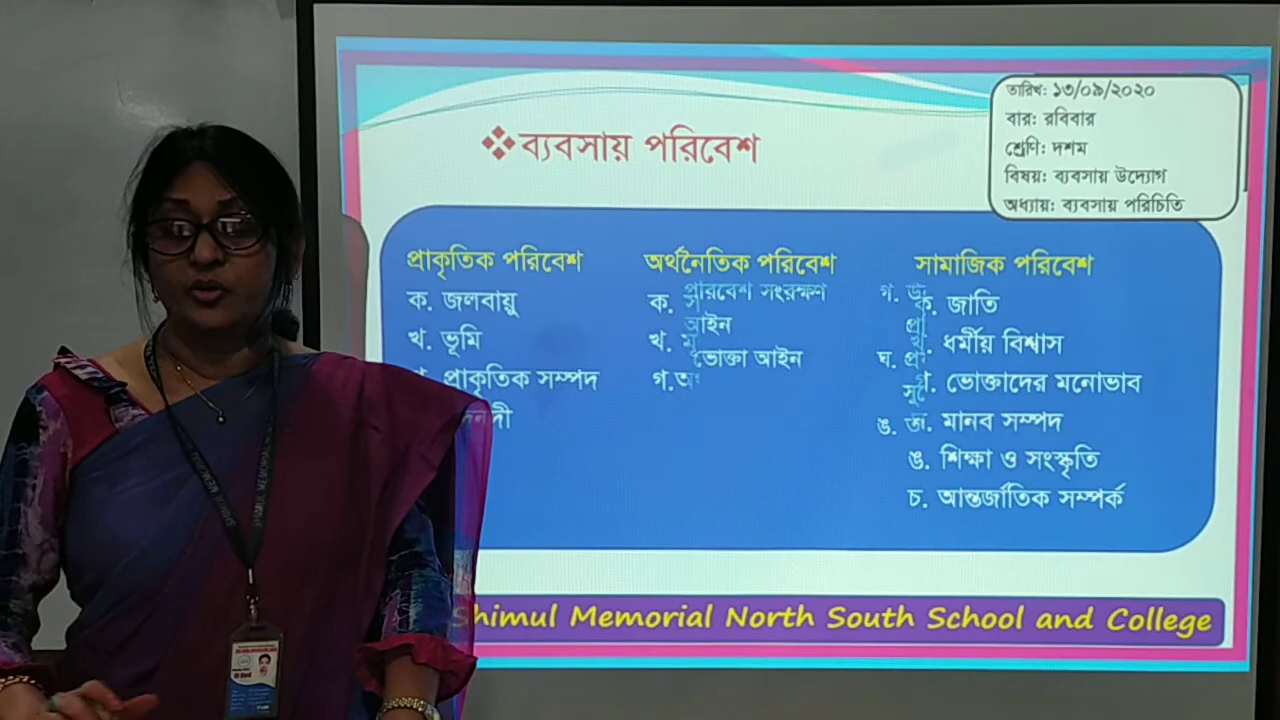 তারিখ: ১৩/০৯/২০২০
বার: রবিবার
শ্রেণি: দশম
বিষয়: ব্যবসায় উদ্যোগ
অধ্যায়: ব্যবসায় পরিচিতি
❖ব্যবসায় পরিবেশ
প্রাকৃতিক পরিবেশ
ক. জলবায়ু
খ. ভূমি
প্রাকৃতিক সম্পদ
অর্থনৈতিক পরিবেশ
ক.
সংরক্ষণ
আইন
খ.
ভোক্তা আইন
গ.
সামাজিক পরিবেশ
ক. জাতি
ধর্মীয় বিশ্বাস
গ. ভোক্তাদের মনোভাব
মানব সম্পদ
ঙ. শিক্ষা ও সংস্কৃতি
চ. আন্তর্জাতিক সম্পর্ক
গ.
ঘ.
ঙ.
Shimul Memorial North South School and College